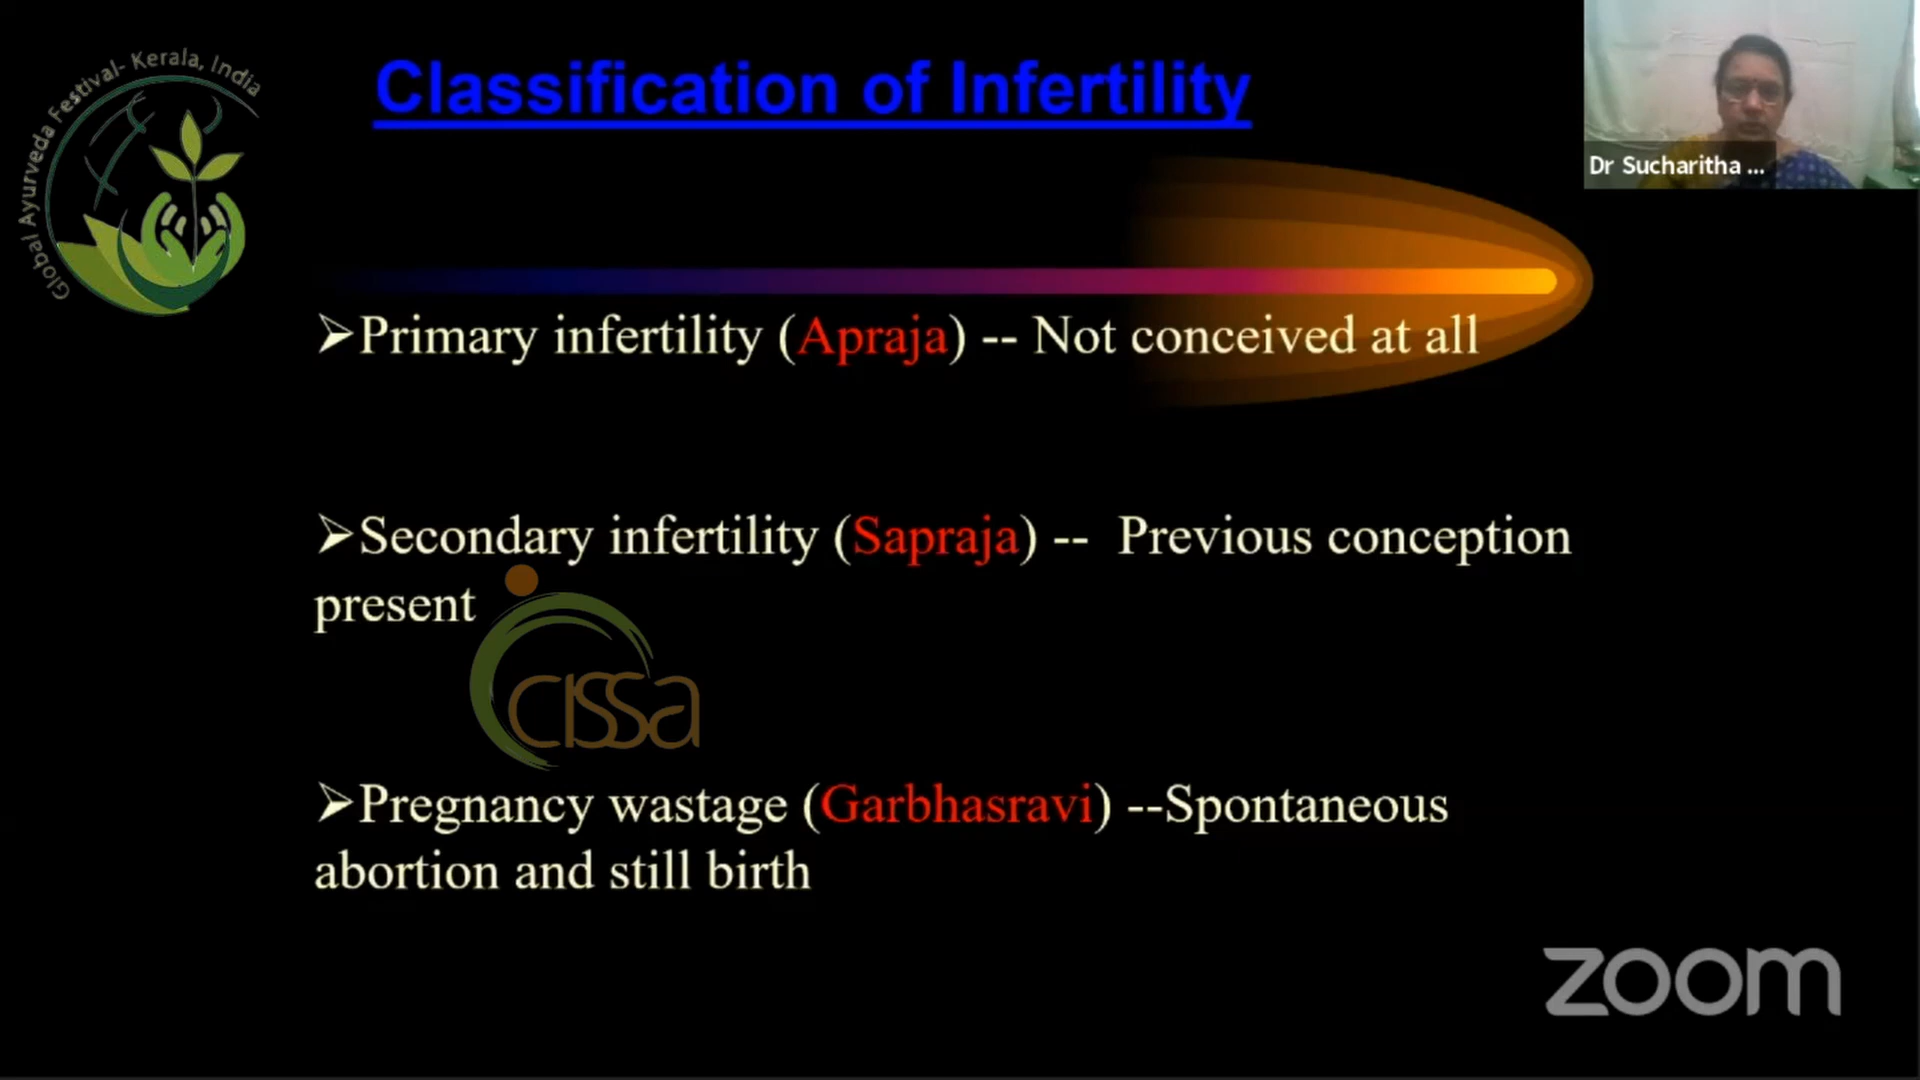 Global Ayurveda Festival- Kerala, India
Classification of Infertility
Dr Sucharitha ...
➢Primary infertility (Apraja) -- Not conceived at all
➢Secondary infertility (Sapraja) -- Previous conception
present
cissa
➢Pregnancy wastage (Garbhasravi) --Spontaneous
abortion and still birth
zoom